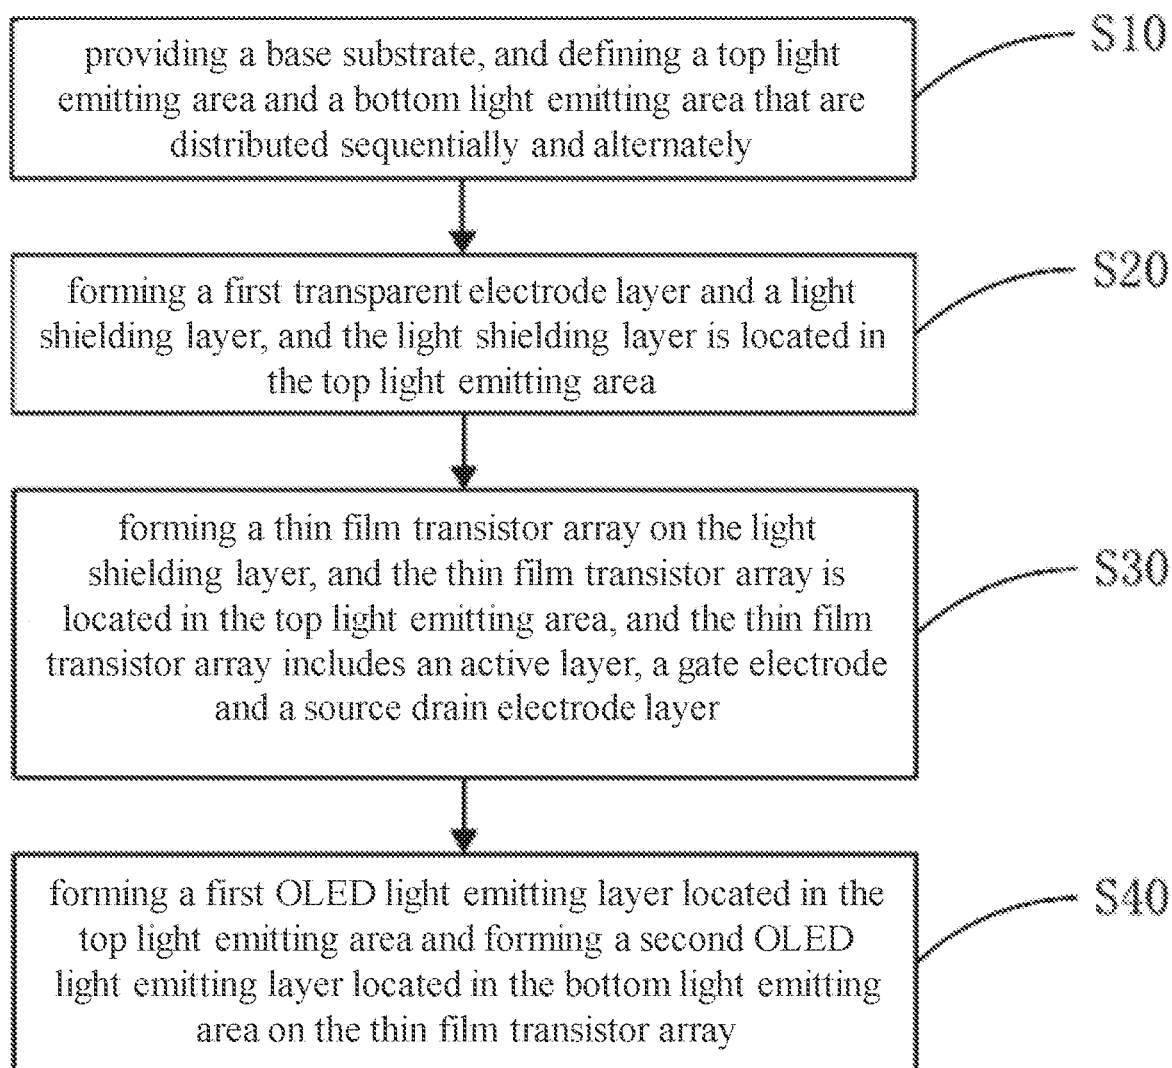 providing a base substrate, and defining a top light
emitting area and a bottom light emitting area that are
distributed sequentially and alternately
S10
forming a first transparent electrode layer and a light
shielding layer, and the light shielding layer is located in
the top light emitting area
S20
forming a thin film transistor array on the light
shielding layer, and the thin film transistor array is
located in the top light emitting area, and the thin film
transistor array includes an active layer, a gate electrode
and a source drain electrode layer
S30
forming a first OLED light emitting layer located in the
top light emitting area and forming a second OLED
light emitting layer located in the bottom light emitting
area on the thin film transistor array
S40